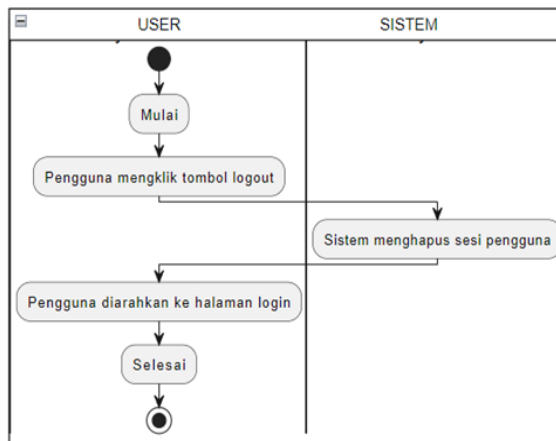 USER
SISTEM
Mulai
Pengguna mengklik tombol logout
Sistem menghapus sesi pengguna
Pengguna diarahkan ke halaman login
Selesai